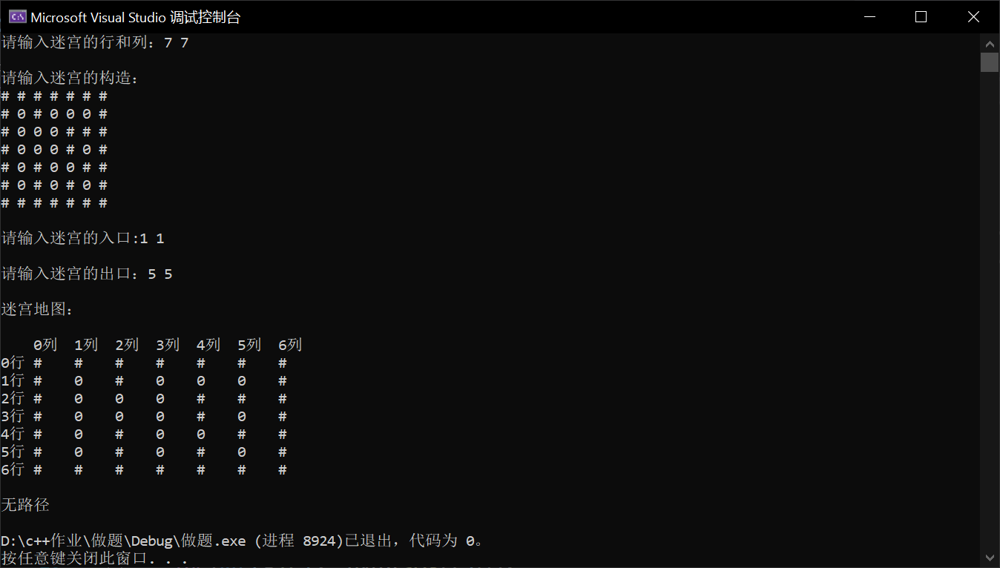 Microsoft Visual Studio 调试控制台
请输入迷宫的行和列：7 7
请输入迷宫的构造：
# # # # # # #
# 0 # 0 0 0 #
# 0 0 0 # # #
# 0 0 0 # 0 #
# 0 # 0 0 # #
# 0 # 0 # 0 #
# # # # # # #
请输入迷宫的入口:1 1
请输入迷宫的出口：5 5
迷宫地图：
0列 1列 2列 3列 4列 5列 6列
0行 # # # # # # #
1行 # 0 # 0 0 0 #
2行 # 0 0 0 # # #
3行 # 0 0 0 # 0 #
4行 # 0 # 0 0 # #
5行 # 0 # 0 # 0 #
6行 # # # # # # #
无路径
D:\c++作业\做题\Debug\做题.exe (进程 8924)已退出，代码为 0。
按任意键关闭此窗口. . .